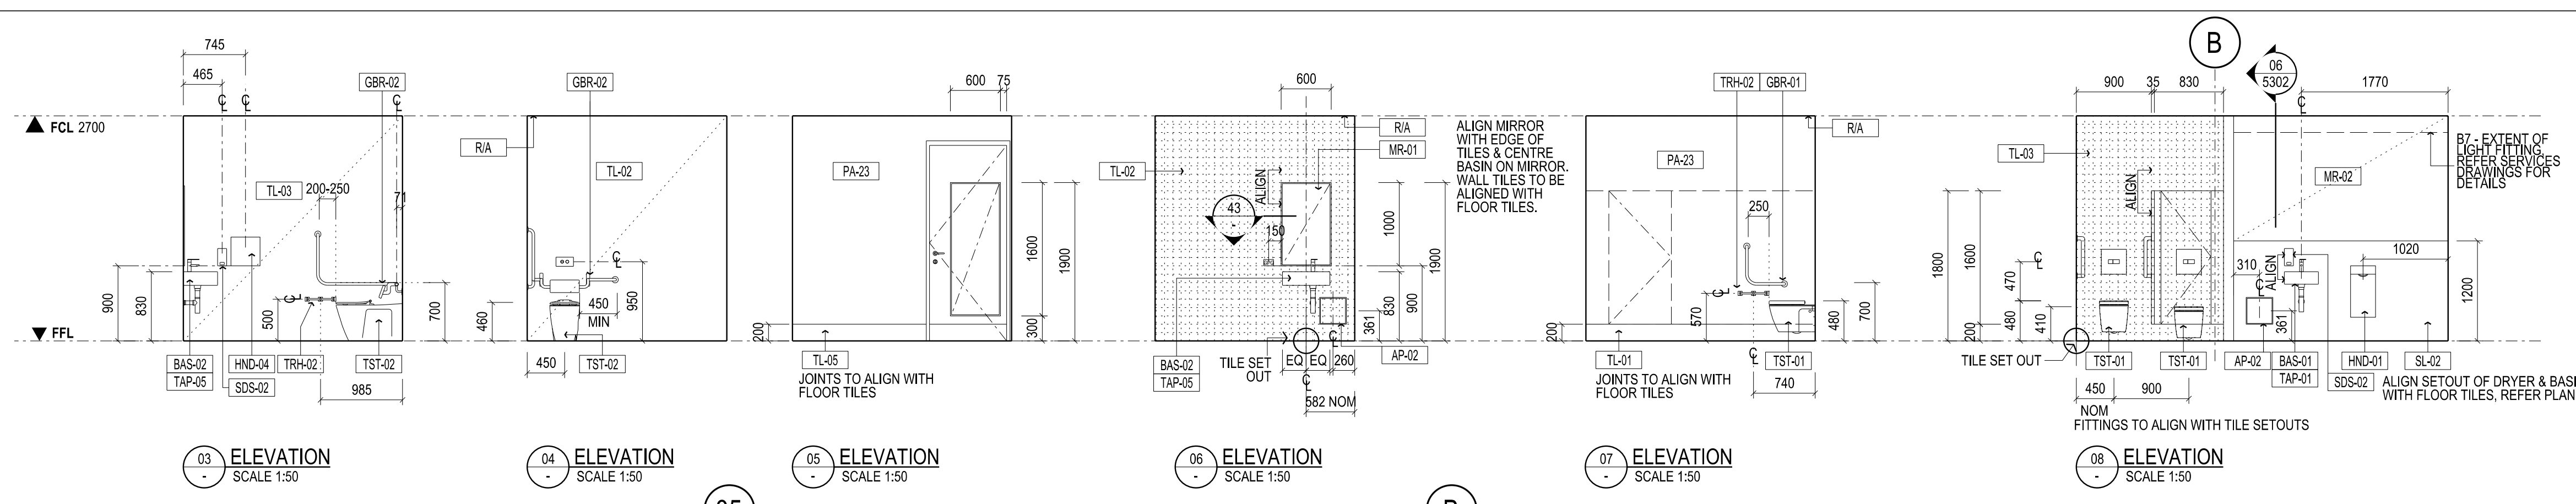 FCL 2700
FFL
745
465
GBR-02
TL-03
200-250
71
900
830
500
700
BAS-02
TAP-05
HND-04
SDS-02
TRH-02
TST-02
985
03
-
ELEVATION
SCALE 1:50
GBR-02
R/A
TL-02
460
450
MIN
950
450
TST-02
04
-
ELEVATION
SCALE 1:50
600
75
PA-23
1600
1900
300
200
TL-05
JOINTS TO ALIGN WITH
FLOOR TILES
05
-
ELEVATION
SCALE 1:50
600
R/A
MR-01
TL-02
ALIGN
43
-
150
1000
1900
830
900
361
ALIGN MIRROR
WITH EDGE OF
TILES & CENTRE
BASIN ON MIRROR.
WALL TILES TO BE
ALIGNED WITH
FLOOR TILES.
BAS-02
TAP-05
TILE SET
OUT
EQ
EQ
260
AP-02
582 NOM
06
-
ELEVATION
SCALE 1:50
TRH-02
GBR-01
R/A
PA-23
250
570
480
700
200
TL-01
JOINTS TO ALIGN WITH
FLOOR TILES
TST-01
740
07
-
ELEVATION
SCALE 1:50
B
06
5302
900
35
830
1770
TL-03
ALIGN
MR-02
B7 - EXTENT OF
LIGHT FITTING,
REFER SERVICES
DRAWINGS FOR
DETAILS
1800
1600
200
470
480
410
310
ALIGN
361
1020
1200
TILE SET OUT
TST-01
TST-01
AP-02
BAS-01
TAP-01
SDS-02
HND-01
SL-02
ALIGN SETOUT OF DRYER & BASI
WITH FLOOR TILES, REFER PLAN
450
900
NOM
FITTINGS TO ALIGN WITH TILE SETOUTS
08
-
ELEVATION
SCALE 1:50